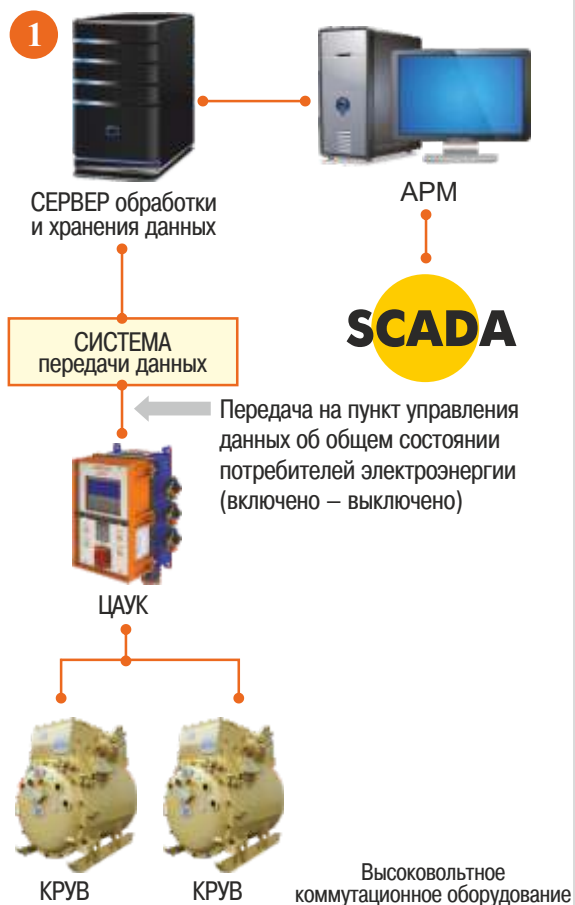 1
СЕРВЕР обработки
и хранения данных
АРМ
SCADA
СИСТЕМА
передачи данных
Передача на пункт управления
данных об общем состоянии
потребителей электроэнергии
(включено – выключено)
ЦАУК
КРУВ
КРУВ
Высоковольтное
коммутационное оборудование